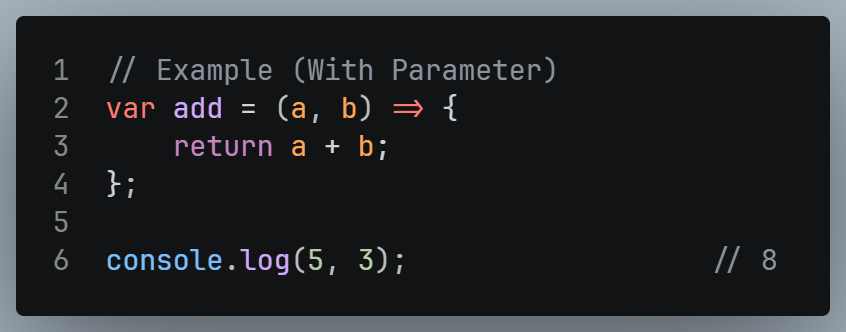 1 // Example (With Parameter)
2 var add = (a, b) => {
3     return a + b;
4 };
5
6 console.log(5, 3); // 8